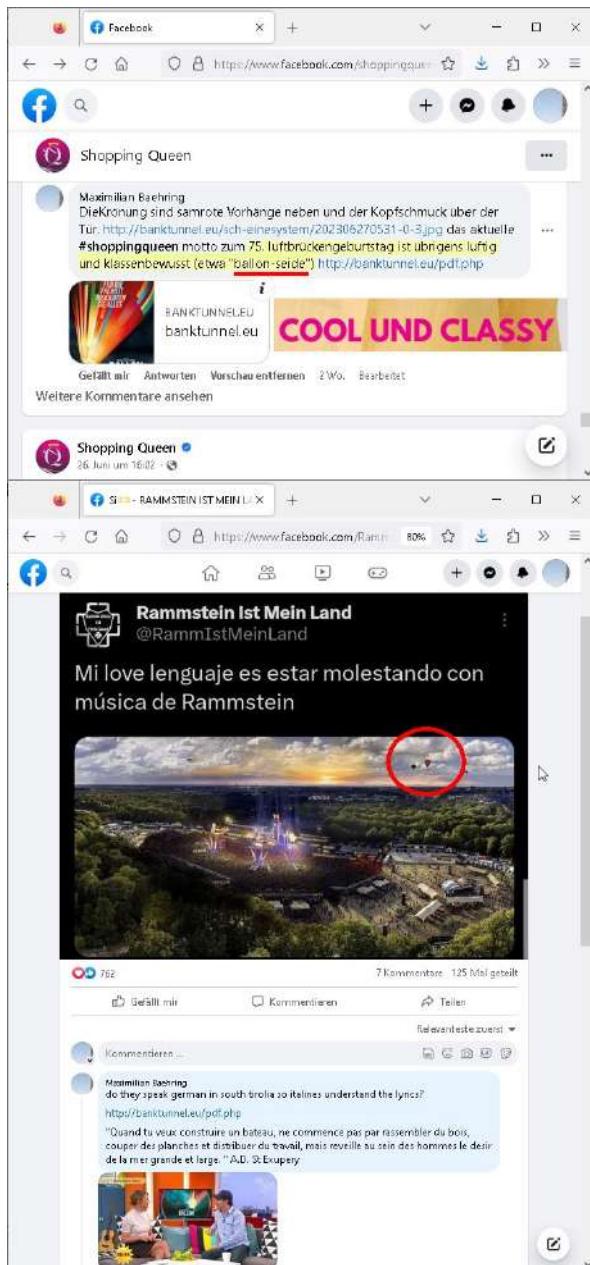 Facebook
https://www.facebook.com/shoppingquee
Shopping Queen
Maximilian Baehring
DieKronung sind samrote Vorhange neben und der Kopfschmuck über der
Tür. http://banktunnel.eu/sch-einesystem/202306270531-0-3.jpg das aktuelle
#shoppingqueen motto zum 75. luftbrückengeburtstag ist übrigens luftig
und klassenbewusst (etwa "ballon-seide") http://banktunnel.eu/pdf.php
BANKTUNNEL.EU
banktunnel.eu
COOL UND CLASSY
Gefällt mir Antworten Vorschau entfernen 2 Wo. Bearbeitet
Weitere Kommentare ansehen
Shopping Queen
26. Juni um 16:02
- RAMMSTEIN IST MEIN LA
https://www.facebook.com/Ramm 80%
Rammstein Ist Mein Land
@RammIstMeinLand
Mi love lenguaje es estar molestando con
música de Rammstein
762 7 Kommentare 125 Mal geteilt
Gefällt mir Kommentieren Teilen
Relevanteste zuerst
Kommentieren ...
Maximilian Baehring
do they speak german in south tirolia so italines understand the lyrics?
http://banktunnel.eu/pdf.php
"Quand tu veux construire un bateau, ne commence pas par rassembler du bois,
couper des planches et distribuer du travail, mais reveille au sein des hommes le desir
de la mer grande et large. " A.D. St Exupery